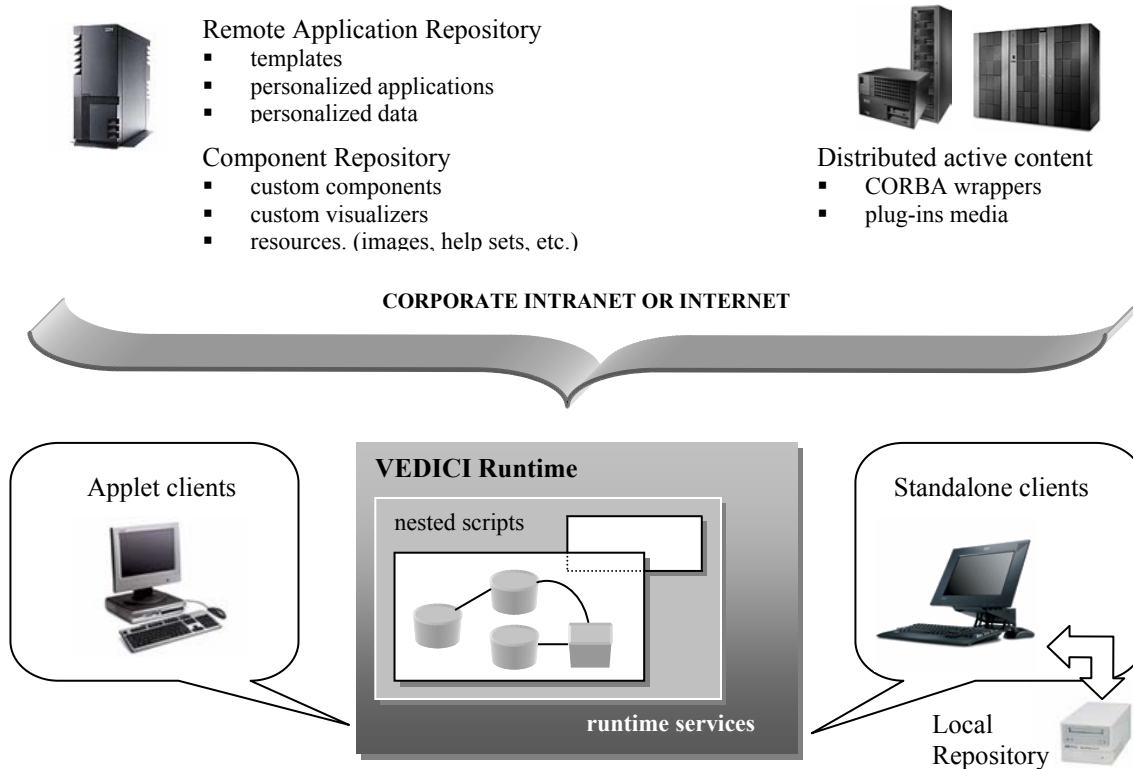 Remote Application Repository
▪ templates
▪ personalized applications
▪ personalized data
Component Repository
▪ custom components
▪ custom visualizers
▪ resources. (images, help sets, etc.)
Distributed active content
▪ CORBA wrappers
▪ plug-ins media
CORPORATE INTRANET OR INTERNET
Applet clients
VEDICI Runtime
nested scripts
runtime services
Standalone clients
Local
Repository